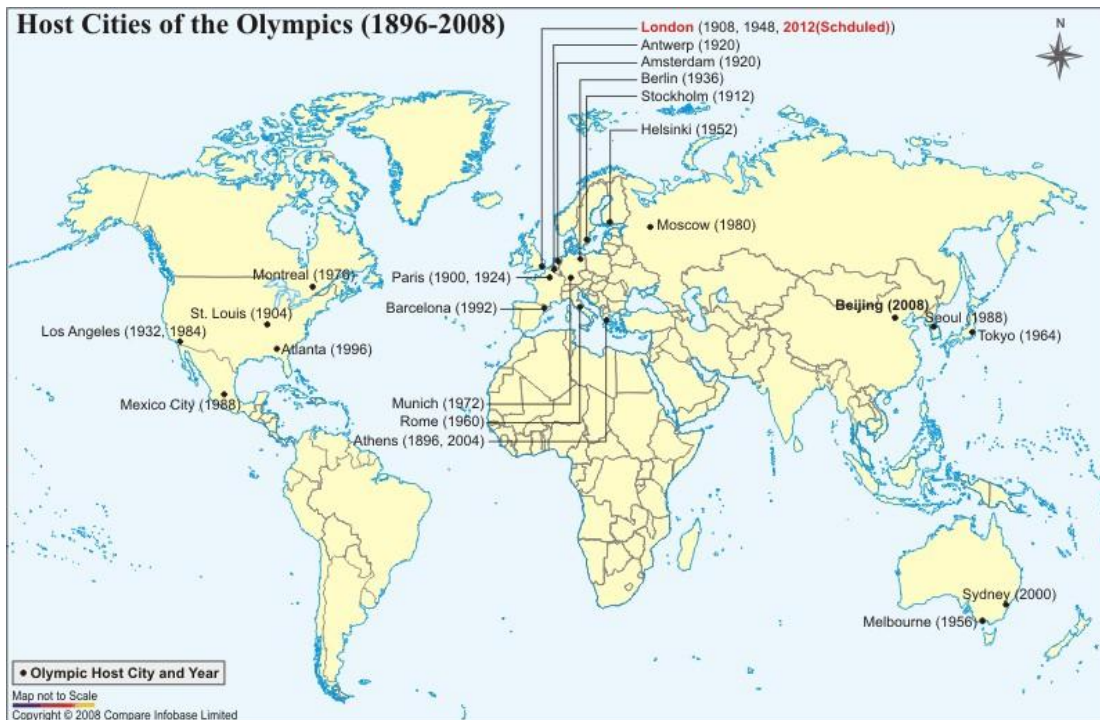 Host Cities of the Olympics (1896-2008)
N
London (1908, 1948, 2012(Schduled))
Antwerp (1920)
Amsterdam (1920)
Berlin (1936)
Stockholm (1912)
Helsinki (1952)
Moscow (1980)
Montreal (1976)
Paris (1900, 1924)
St. Louis (1904)
Barcelona (1992)
Beijing (2008)
Seoul (1988)
Los Angeles (1932, 1984)
Tokyo (1964)
Atlanta (1996)
Mexico City (1988)
Munich (1972)
Rome (1960)
Athens (1896, 2004)
Sydney (2000)
Melbourne (1956)
Olympic Host City and Year
Map not to Scale
Copyright © 2008 Compare Infobase Limited